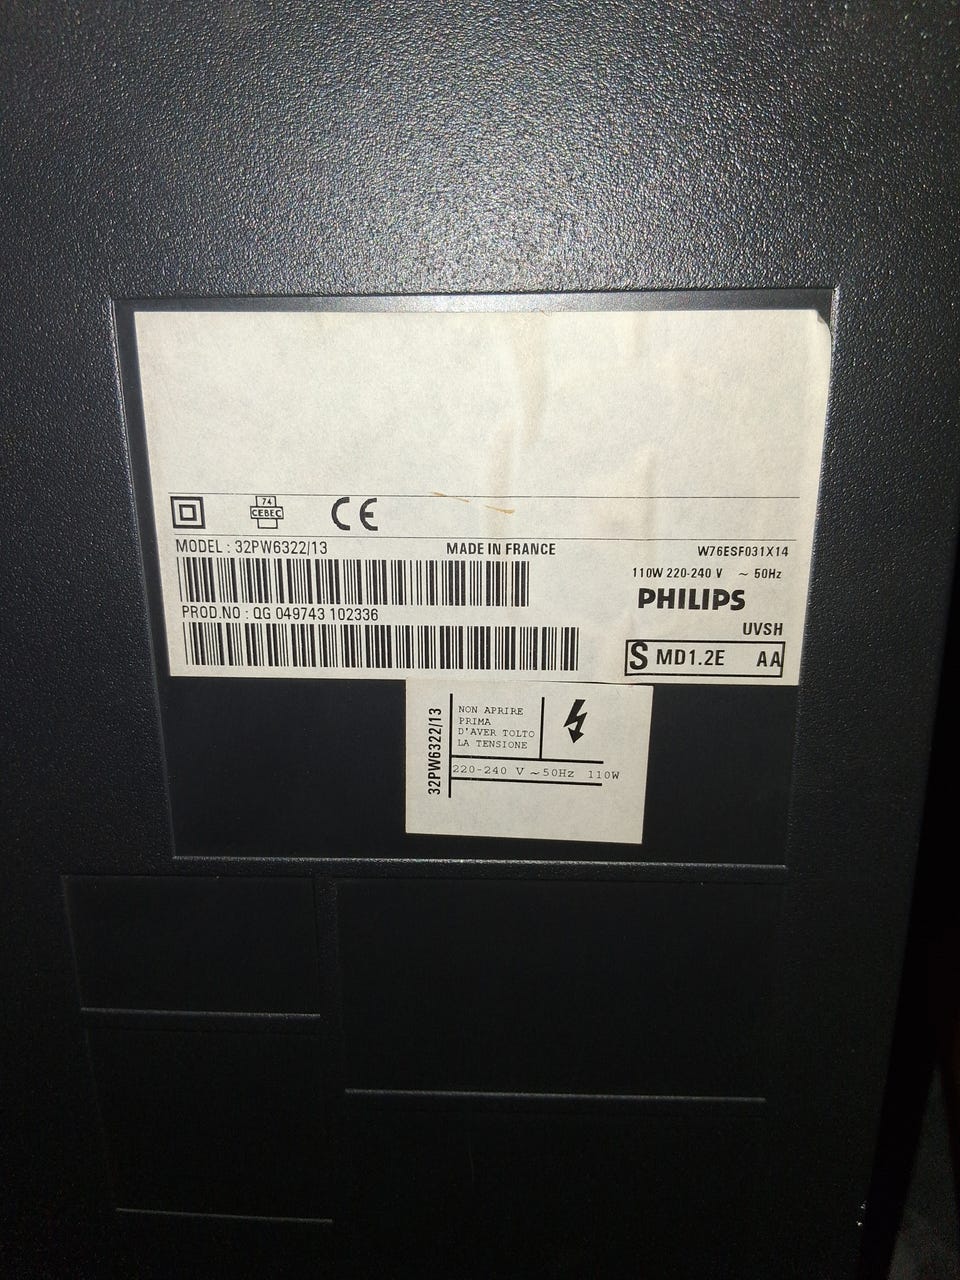 74
CEBEC
CE
MODEL : 32PW6322/13 MADE IN FRANCE W76ESF031X14
110W 220-240 V ~ 50Hz
PHILIPS
PROD.NO : QG 049743 102336
UVSH
S MD1.2E AA
32PW6322/13
NON APRIRE
PRIMA
D'AVER TOLTO
LA TENSIONE
220-240 V ~ 50Hz 110W